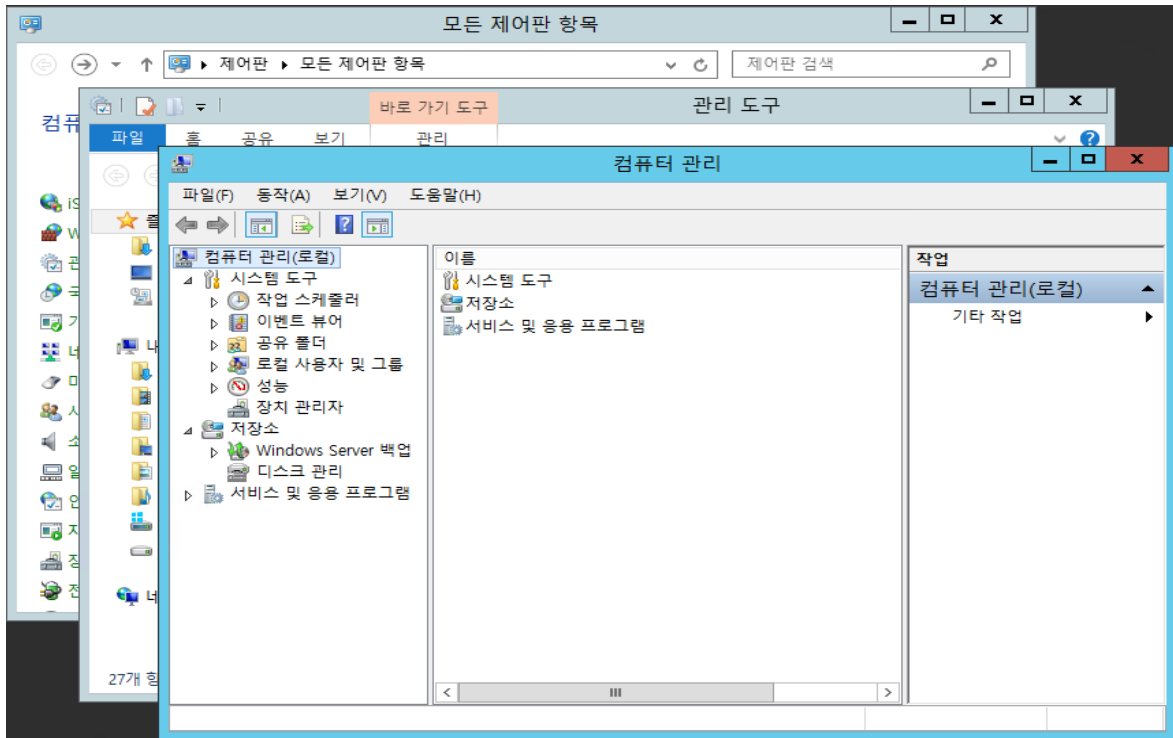 모든 제어판 항목
제어판 ▸ 모든 제어판 항목
제어판 검색
바로 가기 도구
관리 도구
파일 홈 공유 보기 관리
컴퓨터 관리
파일(F) 동작(A) 보기(V) 도움말(H)
컴퓨터 관리(로컬)
시스템 도구
작업 스케줄러
이벤트 뷰어
공유 폴더
로컬 사용자 및 그룹
성능
장치 관리자
저장소
Windows Server 백업
디스크 관리
서비스 및 응용 프로그램
이름
시스템 도구
저장소
서비스 및 응용 프로그램
작업
컴퓨터 관리(로컬)
기타 작업
27개